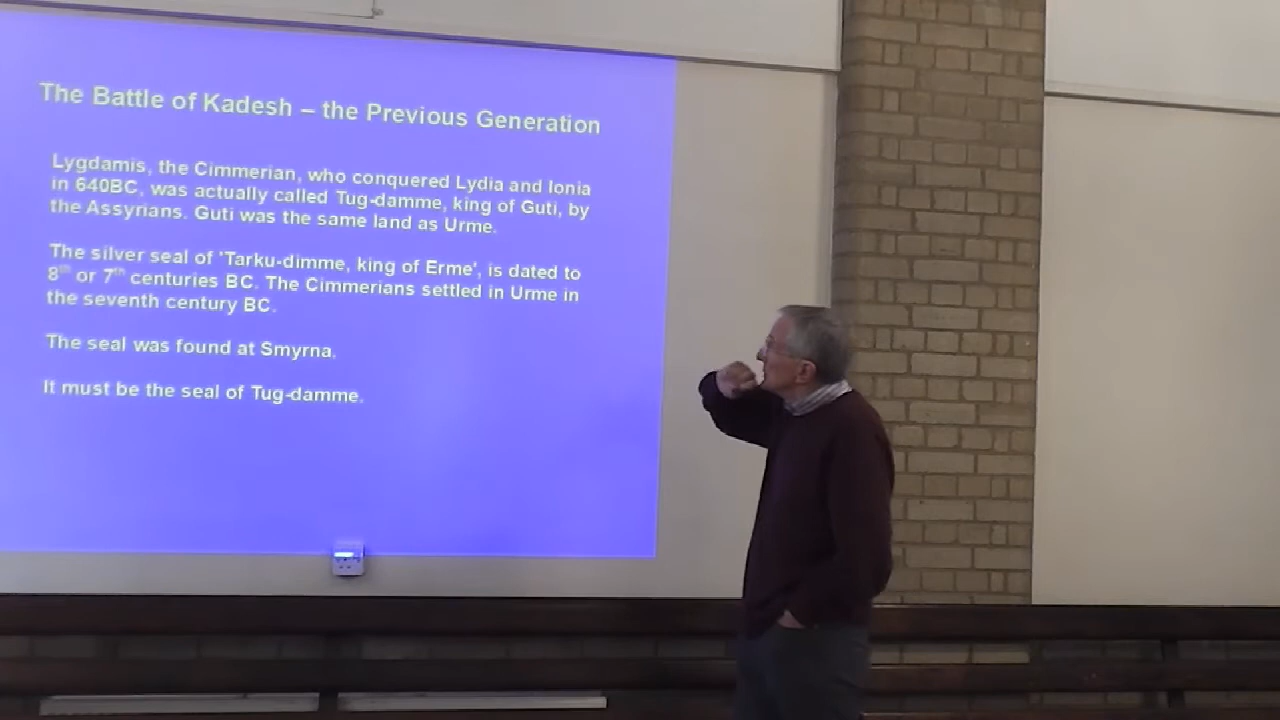 The Battle of Kadesh – the Previous Generation
Lygdamis, the Cimmerian, who conquered Lydia and Ionia
in 640BC, was actually called Tug-damme, king of Guti, by
the Assyrians. Guti was the same land as Urme.
The silver seal of 'Tarku-dimme, king of Erme', is dated to
8th or 7th centuries BC. The Cimmerians settled in Urme in
the seventh century BC.
The seal was found at Smyrna.
It must be the seal of Tug-damme.